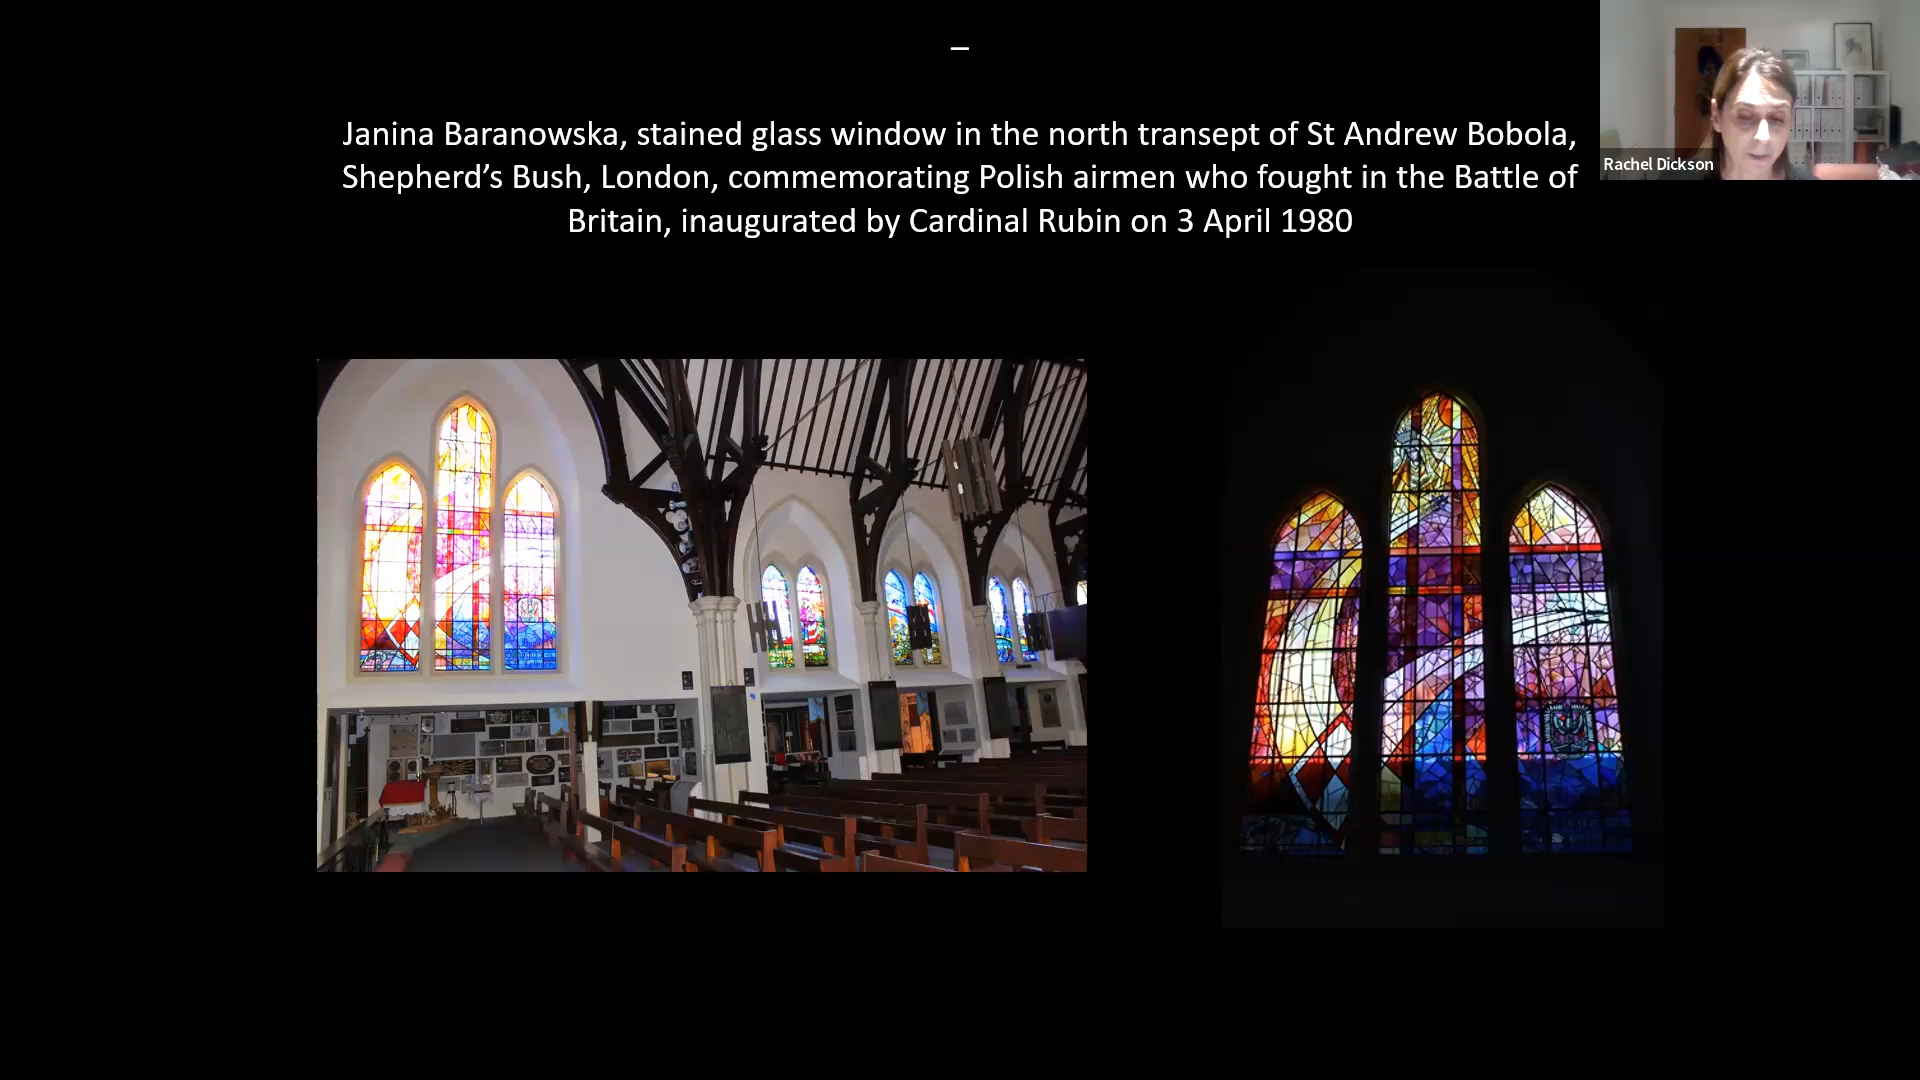 –
Janina Baranowska, stained glass window in the north transept of St Andrew Bobola,
Shepherd’s Bush, London, commemorating Polish airmen who fought in the Battle of
Britain, inaugurated by Cardinal Rubin on 3 April 1980
Rachel Dickson